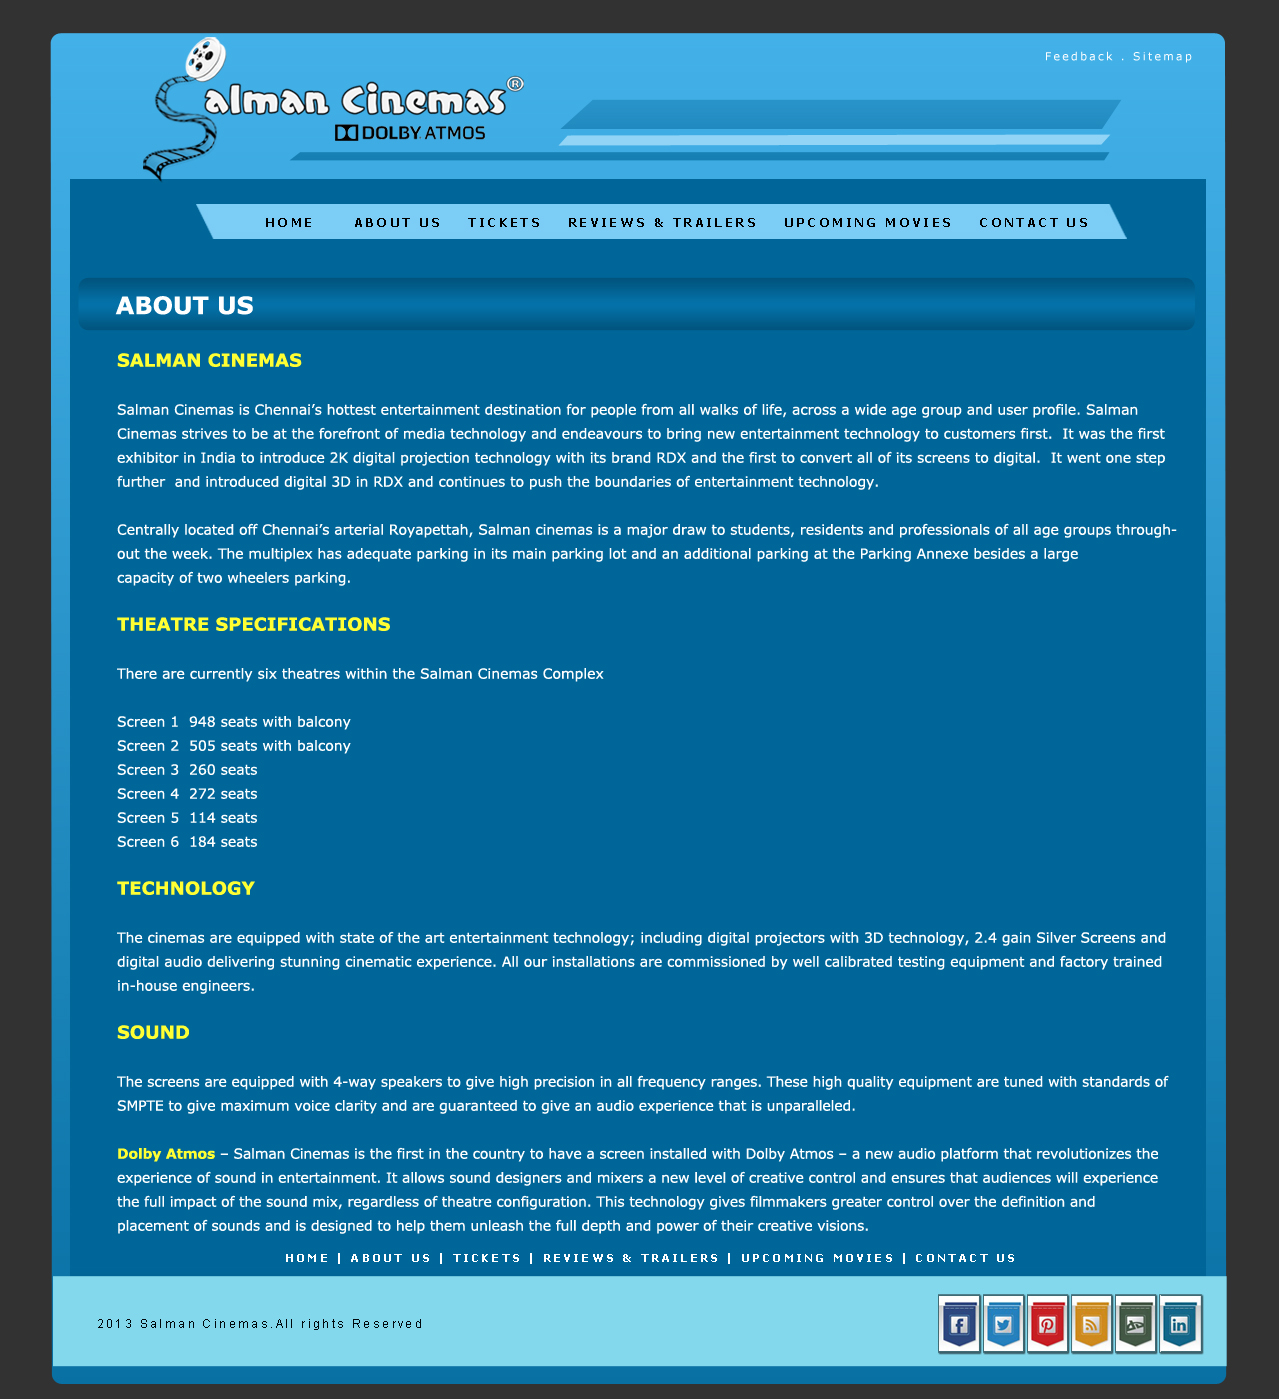 Feedback . Sitemap
Salman Cinemas®
DOLBY ATMOS
HOME ABOUT US TICKETS REVIEWS & TRAILERS UPCOMING MOVIES CONTACT US
ABOUT US
SALMAN CINEMAS
Salman Cinemas is Chennai’s hottest entertainment destination for people from all walks of life, across a wide age group and user profile. Salman
Cinemas strives to be at the forefront of media technology and endeavours to bring new entertainment technology to customers first.  It was the first
exhibitor in India to introduce 2K digital projection technology with its brand RDX and the first to convert all of its screens to digital.  It went one step
further  and introduced digital 3D in RDX and continues to push the boundaries of entertainment technology.
Centrally located off Chennai’s arterial Royapettah, Salman cinemas is a major draw to students, residents and professionals of all age groups through-
out the week. The multiplex has adequate parking in its main parking lot and an additional parking at the Parking Annexe besides a large
capacity of two wheelers parking.
THEATRE SPECIFICATIONS
There are currently six theatres within the Salman Cinemas Complex
Screen 1  948 seats with balcony
Screen 2  505 seats with balcony
Screen 3  260 seats
Screen 4  272 seats
Screen 5  114 seats
Screen 6  184 seats
TECHNOLOGY
The cinemas are equipped with state of the art entertainment technology; including digital projectors with 3D technology, 2.4 gain Silver Screens and
digital audio delivering stunning cinematic experience. All our installations are commissioned by well calibrated testing equipment and factory trained
in-house engineers.
SOUND
The screens are equipped with 4-way speakers to give high precision in all frequency ranges. These high quality equipment are tuned with standards of
SMPTE to give maximum voice clarity and are guaranteed to give an audio experience that is unparalleled.
Dolby Atmos – Salman Cinemas is the first in the country to have a screen installed with Dolby Atmos – a new audio platform that revolutionizes the
experience of sound in entertainment. It allows sound designers and mixers a new level of creative control and ensures that audiences will experience
the full impact of the sound mix, regardless of theatre configuration. This technology gives filmmakers greater control over the definition and
placement of sounds and is designed to help them unleash the full depth and power of their creative visions.
HOME | ABOUT US | TICKETS | REVIEWS & TRAILERS | UPCOMING MOVIES | CONTACT US
2013 Salman Cinemas.All rights Reserved